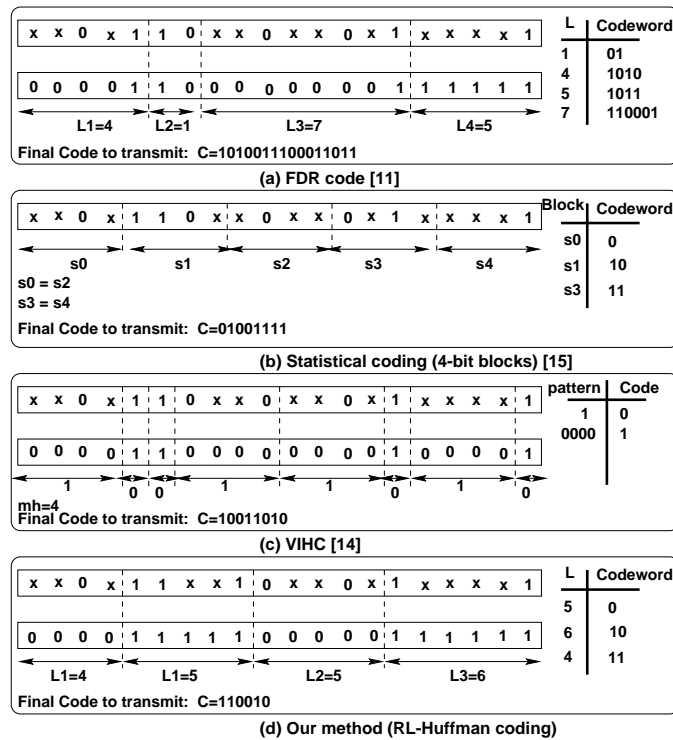 x x 0 x 1 1 0 x x 0 x x 0 x 1 x x x x 1
0 0 0 0 1 1 0 0 0 0 0 0 0 0 1 1 1 1 1 1
L1=4 L2=1 L3=7 L4=5
Final Code to transmit: C=1010011100011011
L Codeword
1 01
4 1010
5 1011
7 110001
(a) FDR code [11]
x x 0 x 1 1 0 x x 0 x x 0 x 1 x x x x 1
s0 s1 s2 s3 s4
s0 = s2
s3 = s4
Final Code to transmit: C=01001111
Block Codeword
s0 0
s1 10
s3 11
(b) Statistical coding (4-bit blocks) [15]
x x 0 x 1 1 0 x x 0 x x 0 x 1 x x x x 1
0 0 0 0 1 1 0 0 0 0 0 0 0 0 1 0 0 0 0 1
1 0 0 1 1 0 1 0
mh=4
Final Code to transmit: C=10011010
pattern Code
1 0
0000 1
(c) VIHC [14]
x x 0 x 1 1 x x 1 0 x x 0 x 1 x x x x 1
0 0 0 0 1 1 1 1 1 0 0 0 0 0 1 1 1 1 1 1
L1=4 L1=5 L2=5 L3=6
Final Code to transmit: C=110010
L Codeword
5 0
6 10
4 11
(d) Our method (RL-Huffman coding)